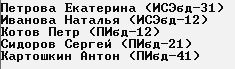 Петрова Екатерина (ИСЭбд-31)
Иванова Наталья (ИСЭбд-12)
Котов Петр (ПИбд-12)
Сидоров Сергей (ПИбд-21)
Картошкин Антон (ПИбд-41)